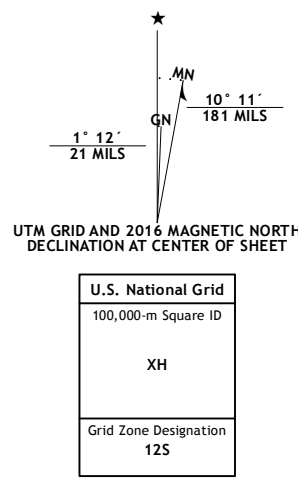 ★
MN
GN
1° 12´
21 MILS
10° 11´
181 MILS
UTM GRID AND 2016 MAGNETIC NORTH
DECLINATION AT CENTER OF SHEET
U.S. National Grid
100,000-m Square ID
XH
Grid Zone Designation
12S